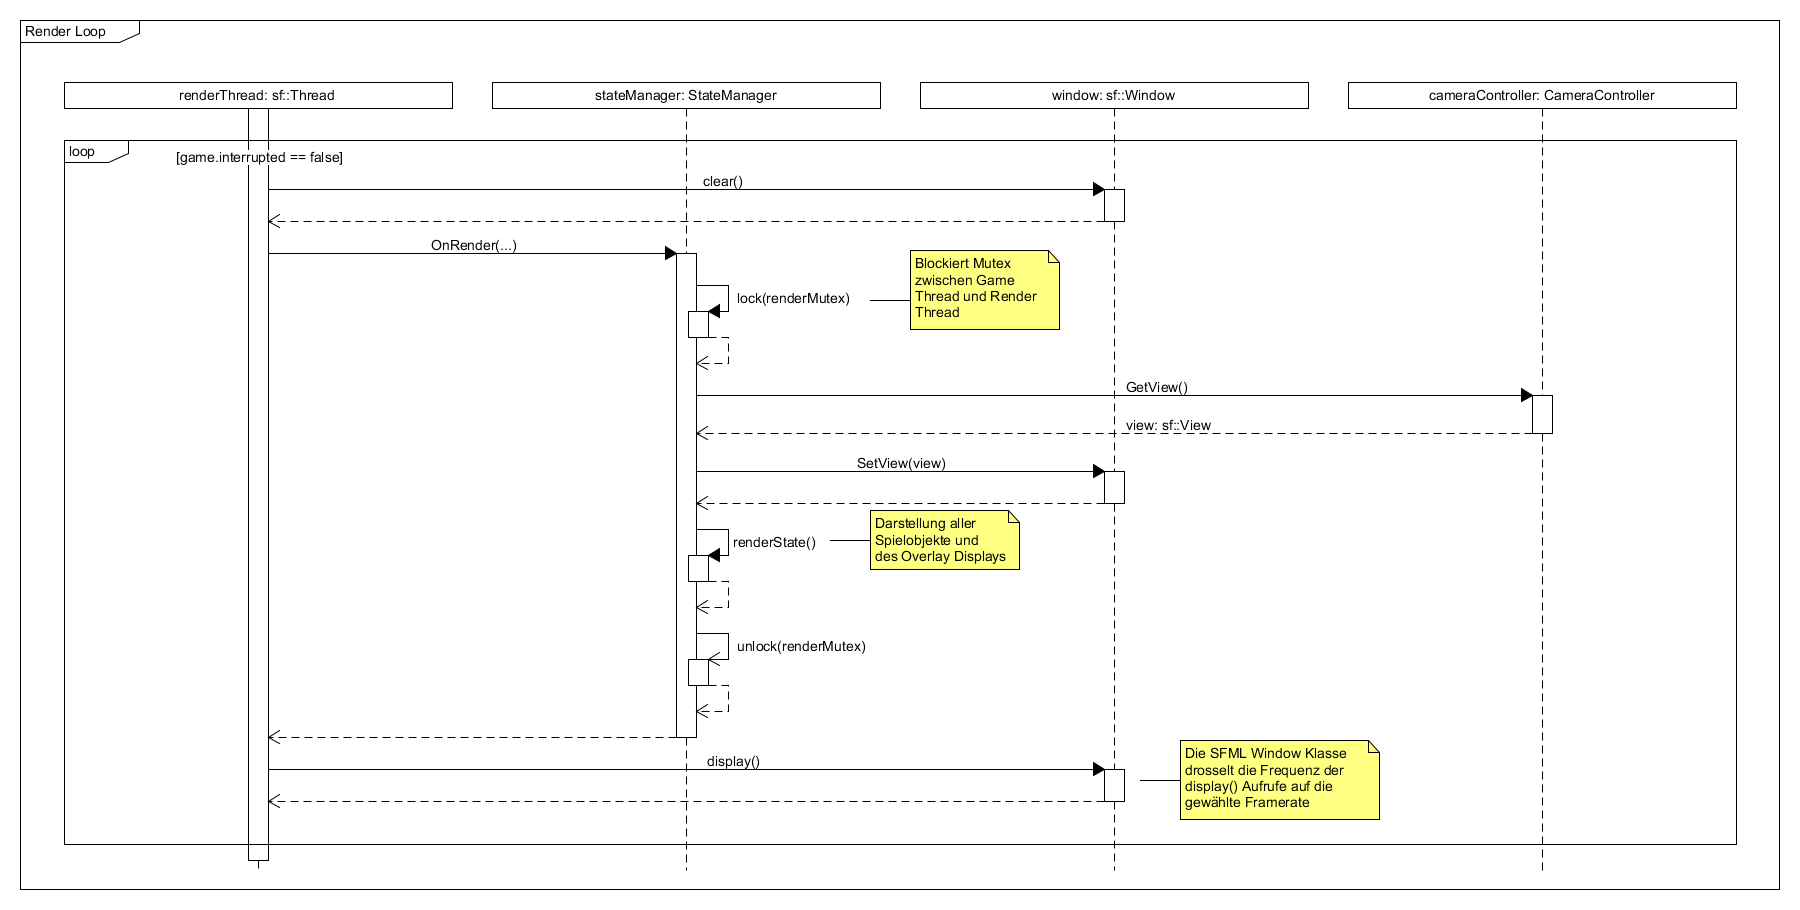 Render Loop
renderThread: sf::Thread
stateManager: StateManager
window: sf::Window
cameraController: CameraController
loop
[game.interrupted == false]
clear()
OnRender(...)
lock(renderMutex)
Blockiert Mutex
zwischen Game
Thread und Render
Thread
GetView()
view: sf::View
SetView(view)
renderState()
Darstellung aller
Spielobjekte und
des Overlay Displays
unlock(renderMutex)
display()
Die SFML Window Klasse
drosselt die Frequenz der
display() Aufrufe auf die
gewählte Framerate